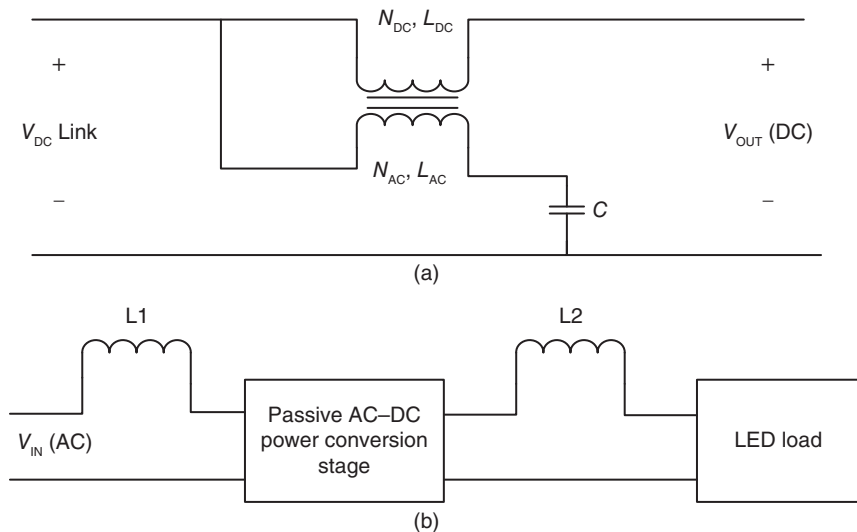 N_DC, L_DC
+
+
V_DC Link
V_OUT (DC)
N_AC, L_AC
−
−
C
(a)
L1
L2
Passive AC–DC
power conversion
stage
V_IN (AC)
LED load
(b)